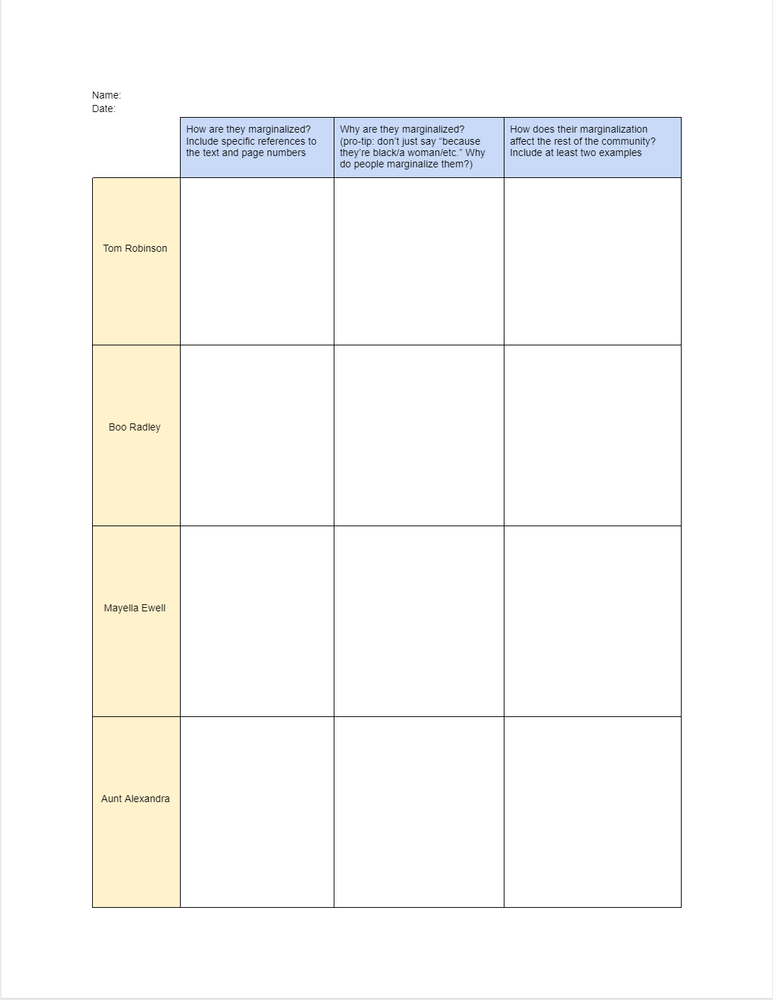 Name:
Date:
How are they marginalized?
Include specific references to
the text and page numbers
Why are they marginalized?
(pro-tip: don’t just say “because
they’re black/a woman/etc.” Why
do people marginalize them?)
How does their marginalization
affect the rest of the community?
Include at least two examples
Tom Robinson
Boo Radley
Mayella Ewell
Aunt Alexandra